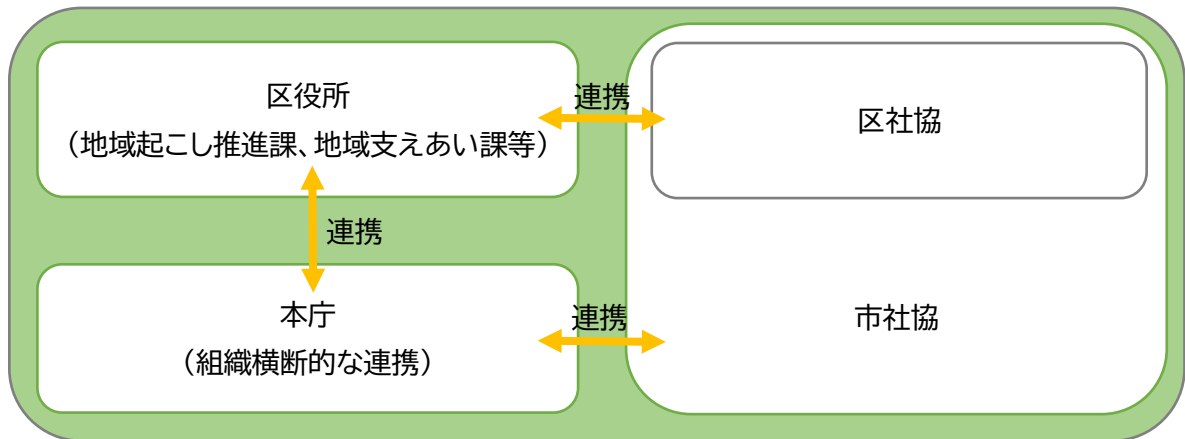 区役所
（地域起こし推進課、地域支えあい課等）
連携
区社協
連携
本庁
（組織横断的な連携）
連携
市社協